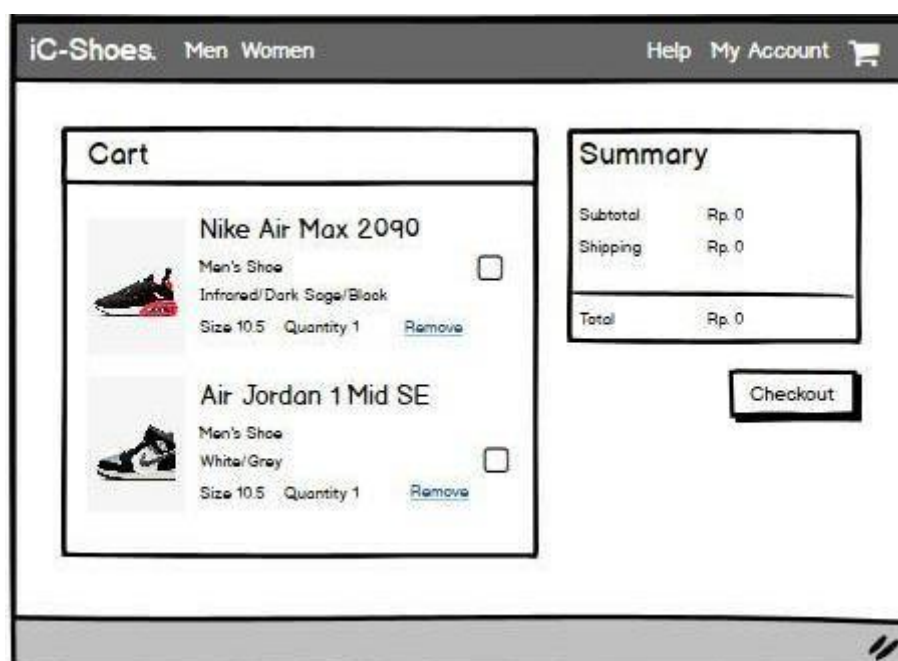 iC-Shoes. Men Women Help My Account
Cart
Nike Air Max 2090
Men's Shoe
Infrared/Dark Sage/Black
Size 10.5 Quantity 1 Remove
Air Jordan 1 Mid SE
Men's Shoe
White/Grey
Size 10.5 Quantity 1 Remove
Summary
Subtotal Rp. 0
Shipping Rp. 0
Total Rp. 0
Checkout